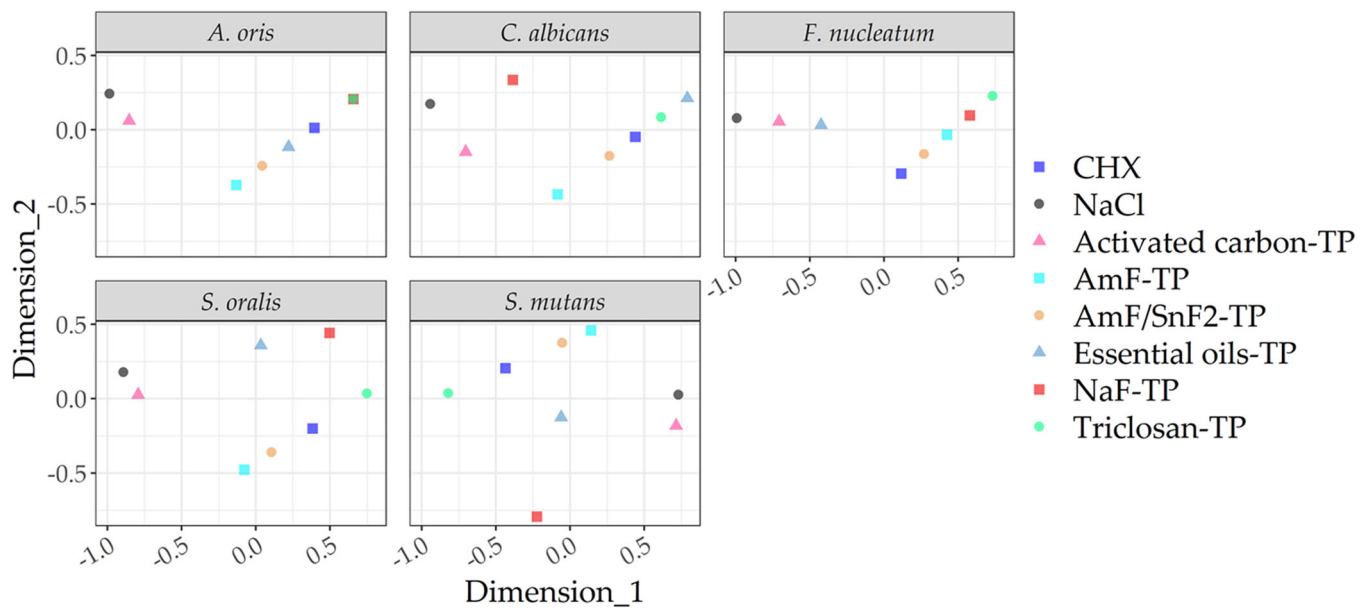 A. oris
C. albicans
F. nucleatum
0.5
0.0
-0.5
-1.0
-0.5
0.0
0.5
S. oralis
S. mutans
0.5
0.0
-0.5
-1.0
-0.5
0.0
0.5
-1.0
-0.5
0.0
0.5
Dimension_2
Dimension_1
CHX
NaCl
Activated carbon-TP
AmF-TP
AmF/SnF2-TP
Essential oils-TP
NaF-TP
Triclosan-TP